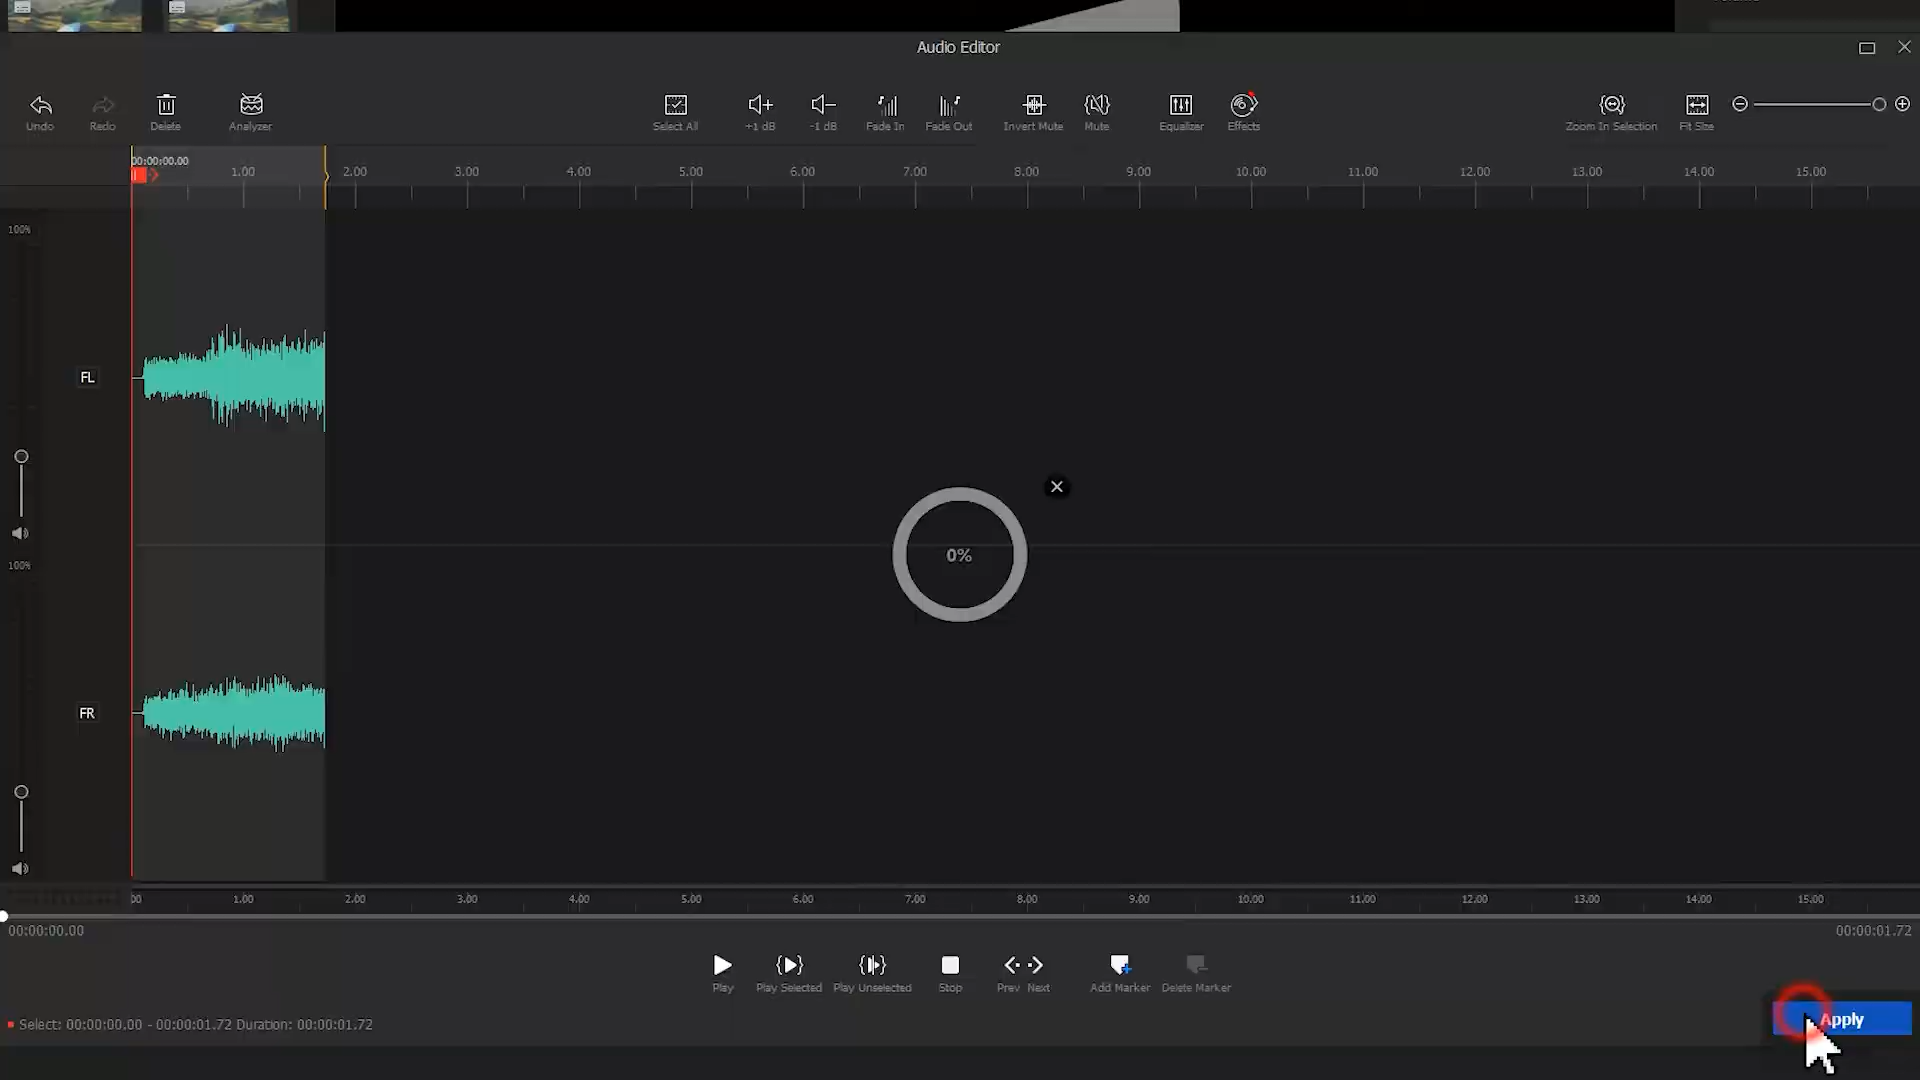 Audio Editor
Undo Redo Delete Analyzer Select All +1 dB -1 dB Fade In Fade Out Invert Mute Mute Equalizer Effects Zoom In Selection Fit Size
00:00:00.00
1.00 2.00 3.00 4.00 5.00 6.00 7.00 8.00 9.00 10.00 11.00 12.00 13.00 14.00 15.00
100%
FL
0%
100%
FR
00 1.00 2.00 3.00 4.00 5.00 6.00 7.00 8.00 9.00 10.00 11.00 12.00 13.00 14.00 15.00
00:00:00.00 00:00:01.72
Play Play Selected Play Unselected Stop Prev Next Add Marker Delete Marker
Select: 00:00:00.00 - 00:00:01.72 Duration: 00:00:01.72
Apply